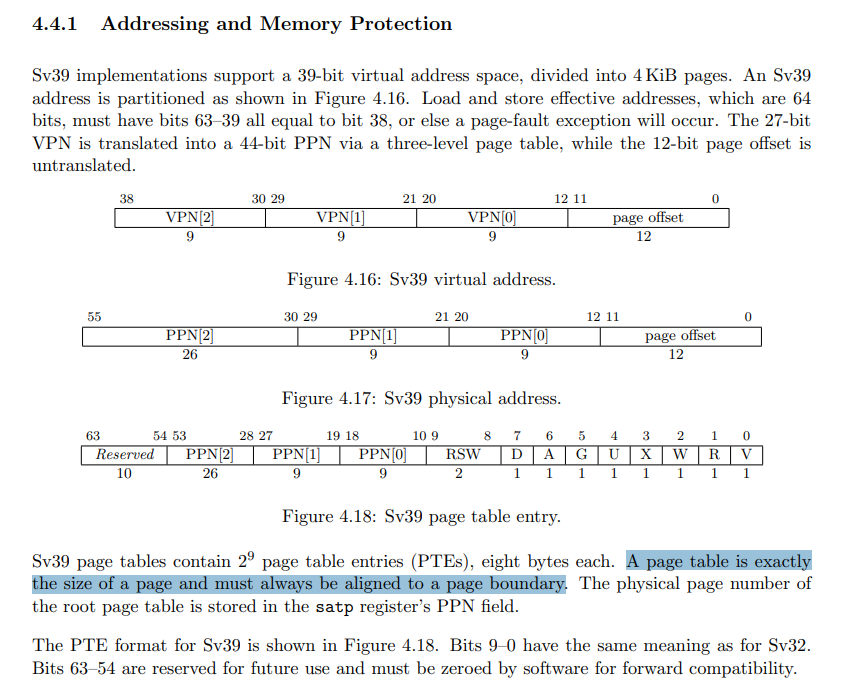 4.4.1 Addressing and Memory Protection
Sv39 implementations support a 39-bit virtual address space, divided into 4 KiB pages. An Sv39
address is partitioned as shown in Figure 4.16. Load and store effective addresses, which are 64
bits, must have bits 63–39 all equal to bit 38, or else a page-fault exception will occur. The 27-bit
VPN is translated into a 44-bit PPN via a three-level page table, while the 12-bit page offset is
untranslated.
38 30 29 21 20 12 11 0
VPN[2] VPN[1] VPN[0] page offset
9 9 9 12
Figure 4.16: Sv39 virtual address.
55 30 29 21 20 12 11 0
PPN[2] PPN[1] PPN[0] page offset
26 9 9 12
Figure 4.17: Sv39 physical address.
63 54 53 28 27 19 18 10 9 8 7 6 5 4 3 2 1 0
Reserved PPN[2] PPN[1] PPN[0] RSW D A G U X W R V
10 26 9 9 2 1 1 1 1 1 1 1 1
Figure 4.18: Sv39 page table entry.
Sv39 page tables contain 2⁹ page table entries (PTEs), eight bytes each. A page table is exactly
the size of a page and must always be aligned to a page boundary. The physical page number of
the root page table is stored in the satp register's PPN field.
The PTE format for Sv39 is shown in Figure 4.18. Bits 9–0 have the same meaning as for Sv32.
Bits 63–54 are reserved for future use and must be zeroed by software for forward compatibility.